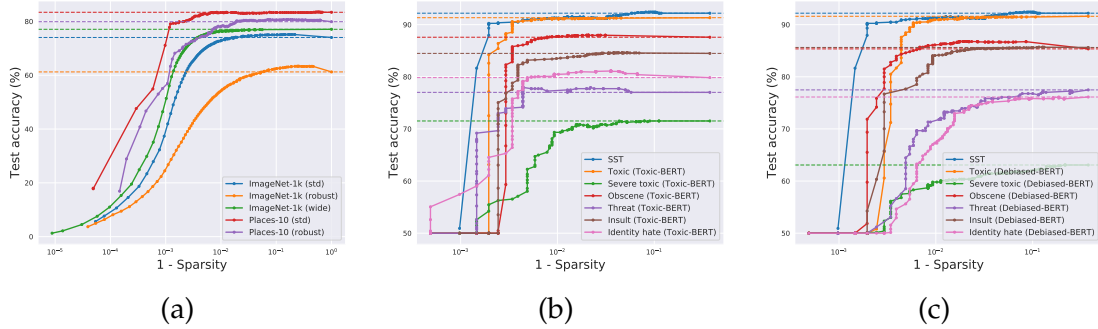 Test accuracy (%)
80
60
40
20
0
10⁻⁵
10⁻⁴
10⁻³
10⁻²
10⁻¹
10⁰
1 - Sparsity
ImageNet-1k (std)
ImageNet-1k (robust)
ImageNet-1k (wide)
Places-10 (std)
Places-10 (robust)
(a)
Test accuracy (%)
90
80
70
60
50
10⁻³
10⁻²
10⁻¹
1 - Sparsity
SST
Toxic (Toxic-BERT)
Severe toxic (Toxic-BERT)
Obscene (Toxic-BERT)
Threat (Toxic-BERT)
Insult (Toxic-BERT)
Identity hate (Toxic-BERT)
(b)
Test accuracy (%)
90
80
70
60
50
10⁻³
10⁻²
10⁻¹
1 - Sparsity
SST
Toxic (Debiased-BERT)
Severe toxic (Debiased-BERT)
Obscene (Debiased-BERT)
Threat (Debiased-BERT)
Insult (Debiased-BERT)
Identity hate (Debiased-BERT)
(c)